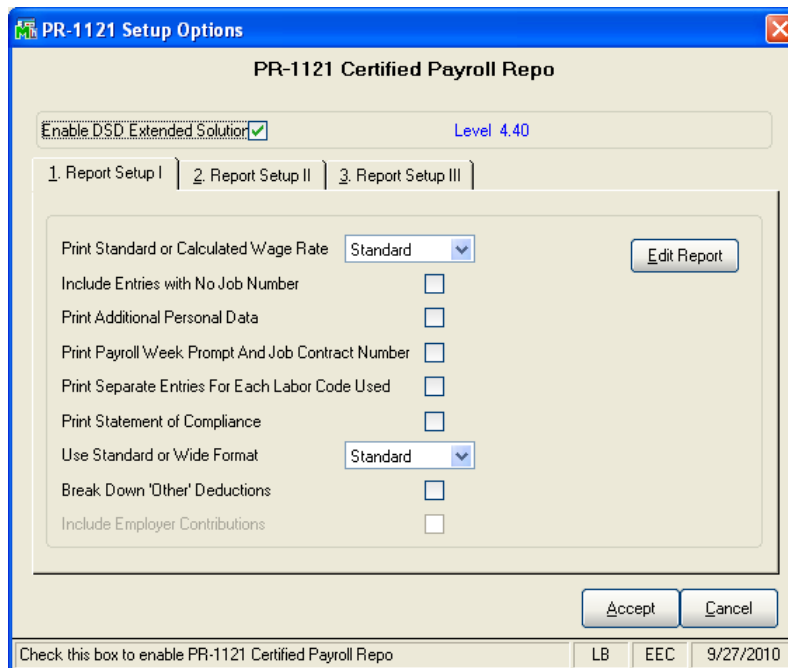 PR-1121 Setup Options
PR-1121 Certified Payroll Repo
Enable DSD Extended Solution Level 4.40
1. Report Setup I 2. Report Setup II 3. Report Setup III
Print Standard or Calculated Wage Rate Standard Edit Report
Include Entries with No Job Number
Print Additional Personal Data
Print Payroll Week Prompt And Job Contract Number
Print Separate Entries For Each Labor Code Used
Print Statement of Compliance
Use Standard or Wide Format Standard
Break Down 'Other' Deductions
Include Employer Contributions
Accept Cancel
Check this box to enable PR-1121 Certified Payroll Repo LB EEC 9/27/2010